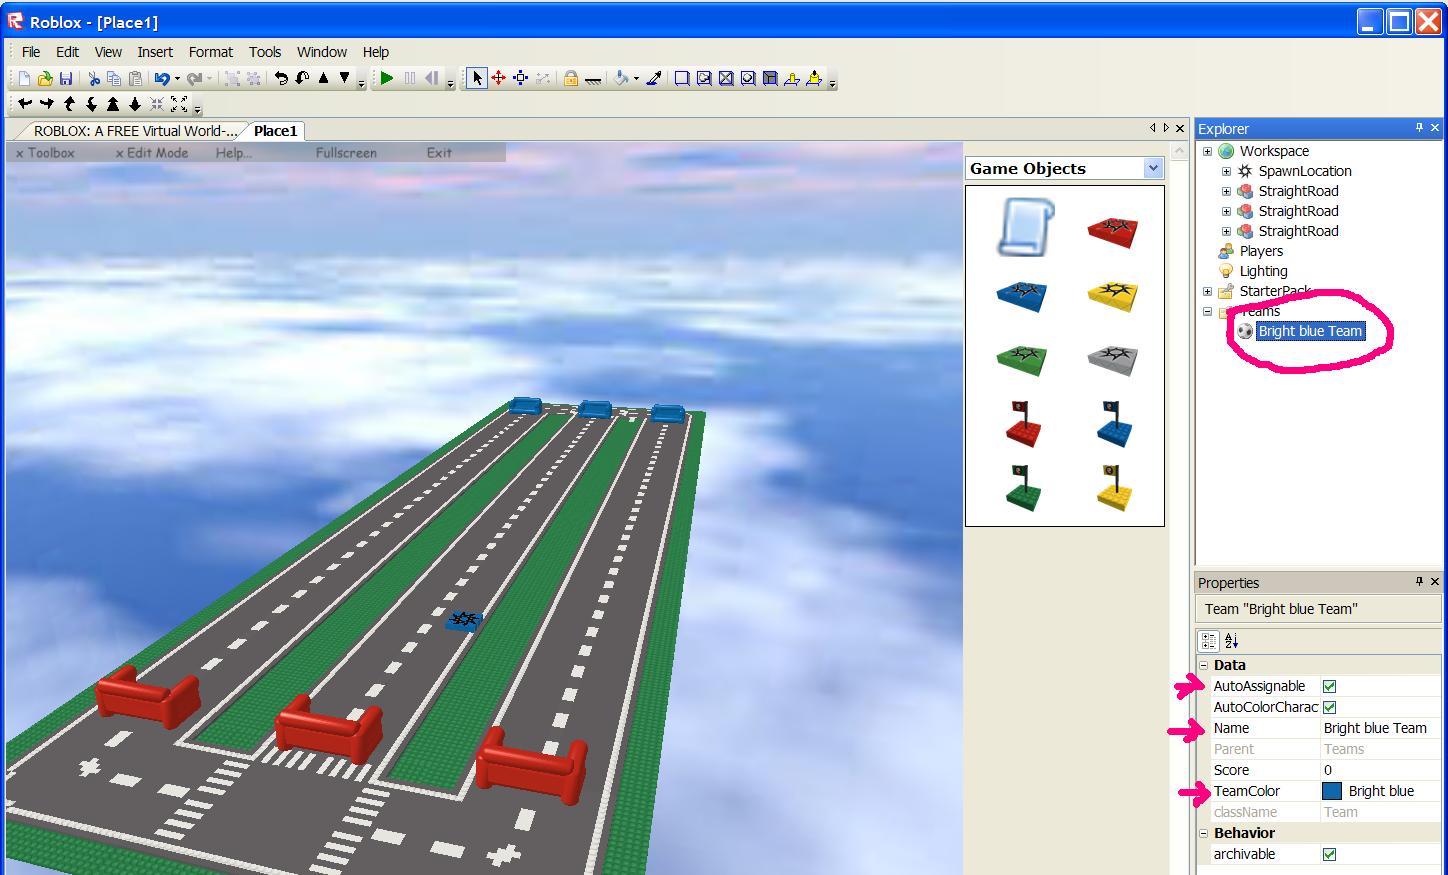 Roblox - [Place1]
File Edit View Insert Format Tools Window Help
ROBLOX: A FREE Virtual World-... Place1
x Toolbox x Edit Mode Help... Fullscreen Exit
Game Objects
Explorer
Workspace
SpawnLocation
StraightRoad
StraightRoad
StraightRoad
Players
Lighting
StarterPack
Teams
Bright blue Team
Properties
Team "Bright blue Team"
Data
AutoAssignable
AutoColorCharac
Name Bright blue Team
Parent Teams
Score 0
TeamColor Bright blue
className Team
Behavior
archivable